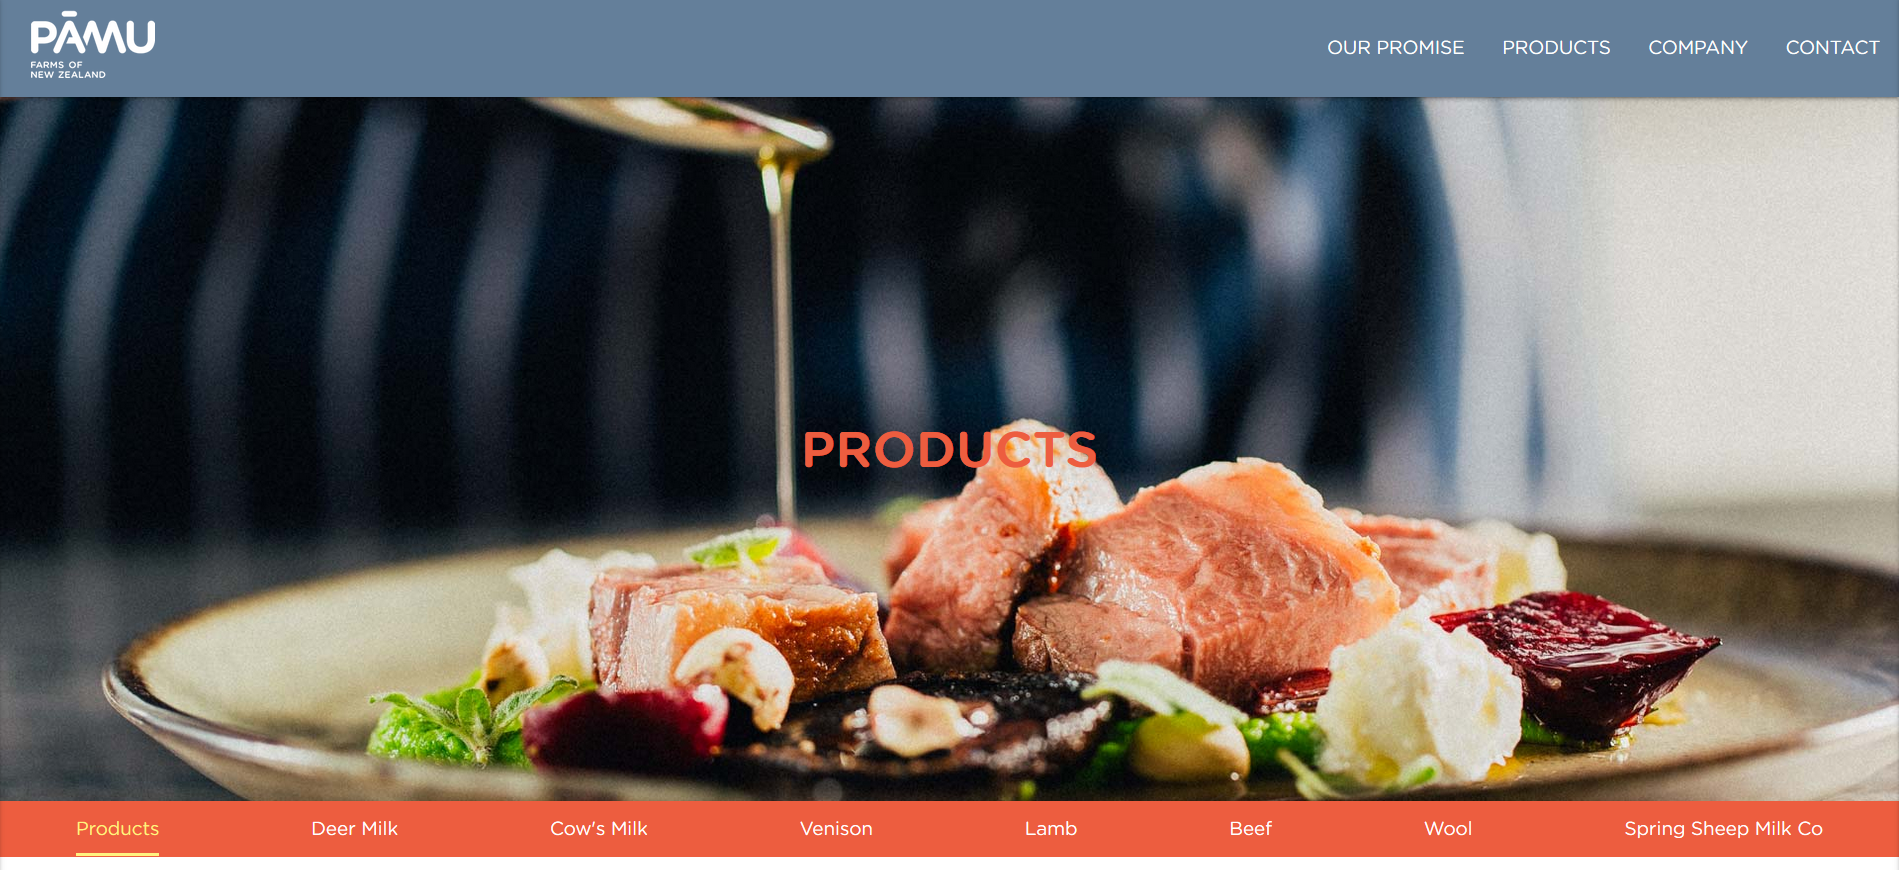 PĀMU
FARMS OF
NEW ZEALAND
OUR PROMISE
PRODUCTS
COMPANY
CONTACT
PRODUCTS
Products
Deer Milk
Cow's Milk
Venison
Lamb
Beef
Wool
Spring Sheep Milk Co